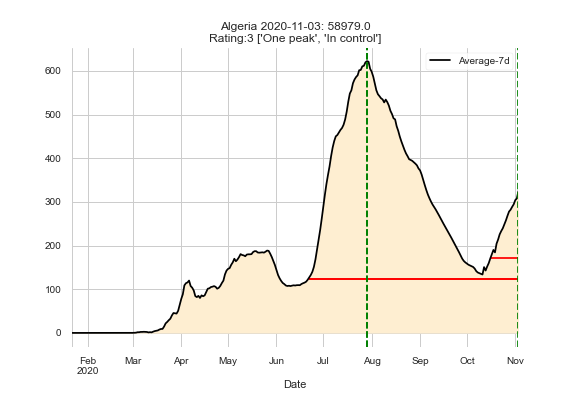 Algeria 2020-11-03: 58979.0
Rating:3 ['One peak', 'In control']
Average-7d
600
500
400
300
200
100
0
Feb Mar Apr May Jun Jul Aug Sep Oct Nov
2020
Date